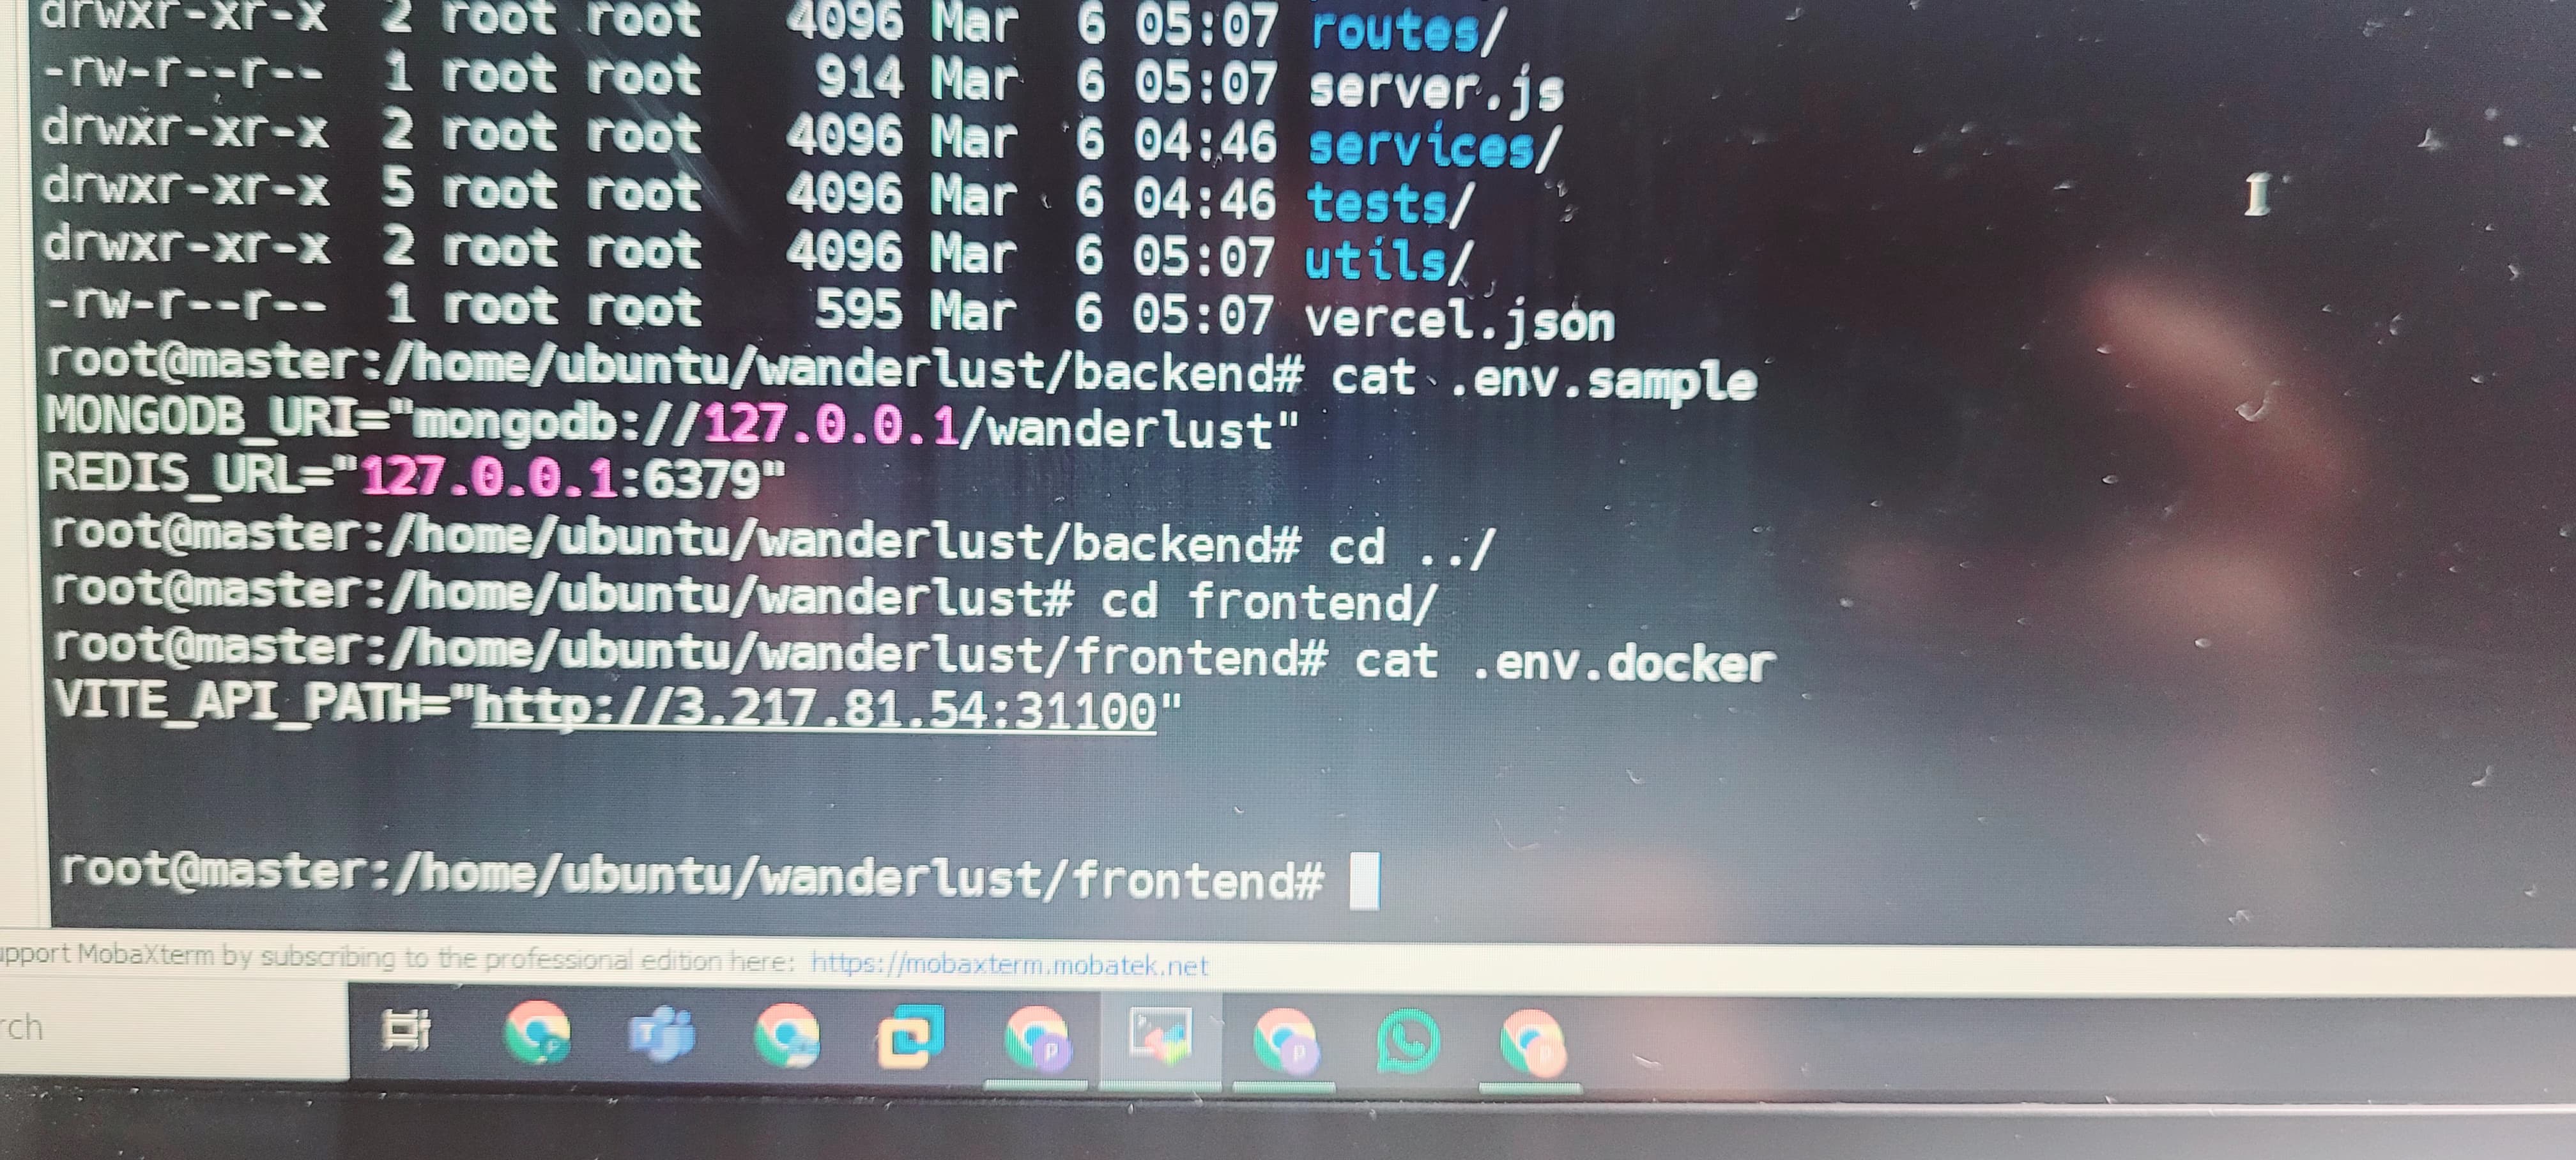 drwxr-xr-x 2 root root 4096 Mar 6 05:07 routes/
-rw-r--r-- 1 root root 914 Mar 6 05:07 server.js
drwxr-xr-x 2 root root 4096 Mar 6 04:46 services/
drwxr-xr-x 5 root root 4096 Mar 6 04:46 tests/
drwxr-xr-x 2 root root 4096 Mar 6 05:07 utils/
-rw-r--r-- 1 root root 595 Mar 6 05:07 vercel.json
root@master:/home/ubuntu/wanderlust/backend# cat .env.sample
MONGODB_URI="mongodb://127.0.0.1/wanderlust"
REDIS_URL="127.0.0.1:6379"
root@master:/home/ubuntu/wanderlust/backend# cd ../
root@master:/home/ubuntu/wanderlust# cd frontend/
root@master:/home/ubuntu/wanderlust/frontend# cat .env.docker
VITE_API_PATH="http://3.217.81.54:31100"
root@master:/home/ubuntu/wanderlust/frontend#
upport MobaXterm by subscribing to the professional edition here: https://mobaxterm.mobatek.net
rch